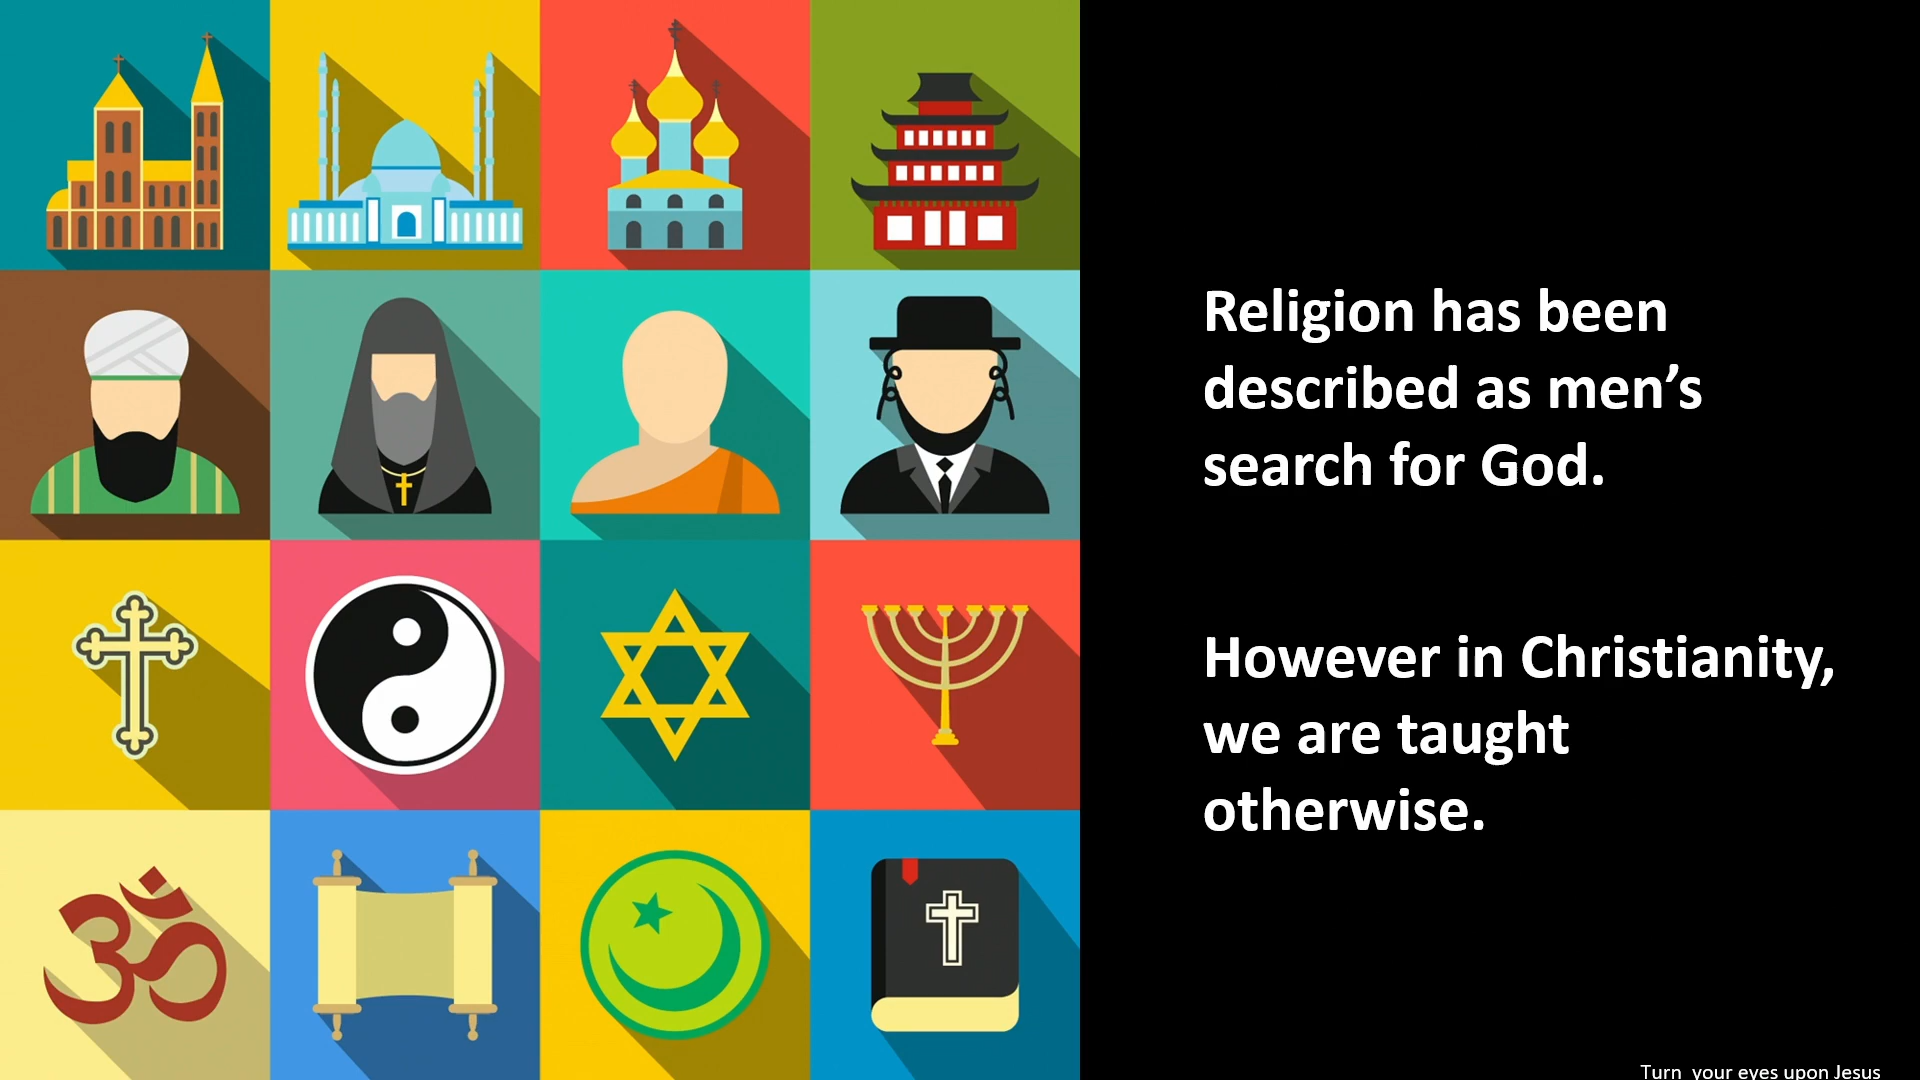 Religion has been
described as men’s
search for God.
However in Christianity,
we are taught
otherwise.
Turn your eyes upon Jesus